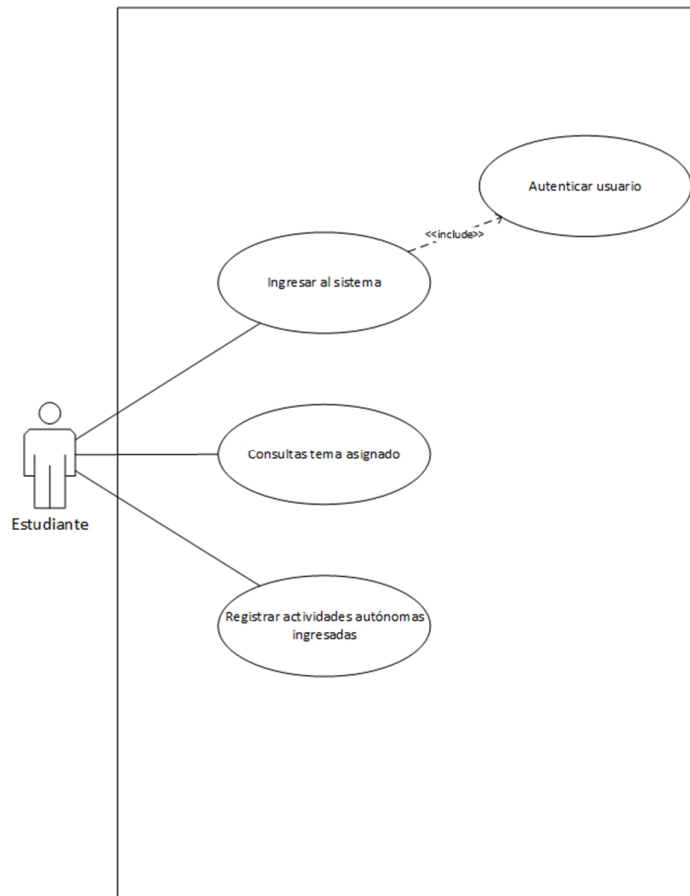 Autenticar usuario
<<include>>
Ingresar al sistema
Consultas tema asignado
Estudiante
Registrar actividades autónomas
ingresadas